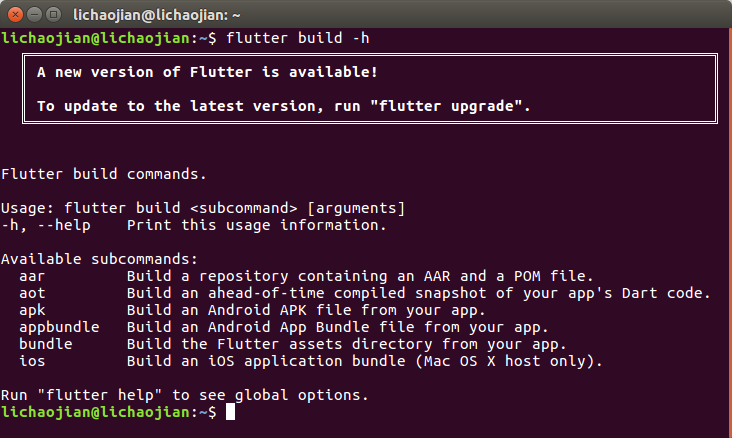 lichaojian@lichaojian: ~
lichaojian@lichaojian:~$ flutter build -h
A new version of Flutter is available!
To update to the latest version, run "flutter upgrade".
Flutter build commands.
Usage: flutter build <subcommand> [arguments]
-h, --help    Print this usage information.
Available subcommands:
  aar         Build a repository containing an AAR and a POM file.
  aot         Build an ahead-of-time compiled snapshot of your app's Dart code.
  apk         Build an Android APK file from your app.
  appbundle   Build an Android App Bundle file from your app.
  bundle      Build the Flutter assets directory from your app.
  ios         Build an iOS application bundle (Mac OS X host only).
Run "flutter help" to see global options.
lichaojian@lichaojian:~$